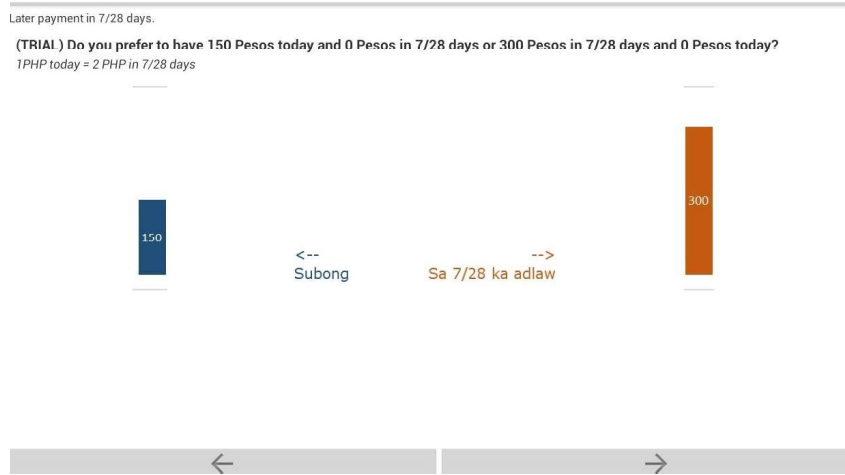 Later payment in 7/28 days.
(TRIAL) Do you prefer to have 150 Pesos today and 0 Pesos in 7/28 days or 300 Pesos in 7/28 days and 0 Pesos today?
1PHP today = 2 PHP in 7/28 days
300
150
<-- -->
Subong Sa 7/28 ka adlaw